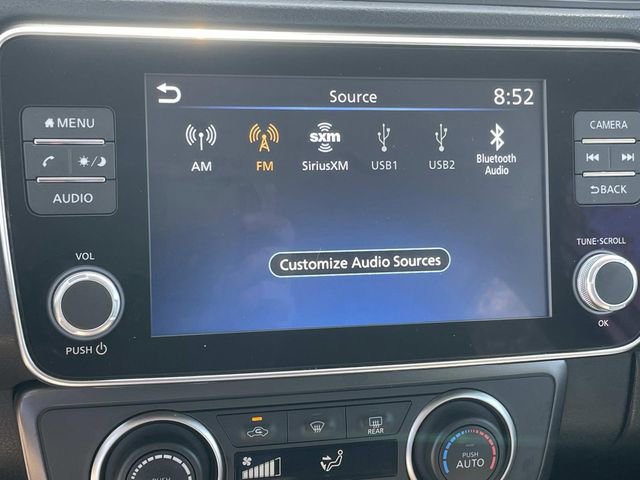 Source
8:52
AM
FM
sxm
SiriusXM
USB1
USB2
Bluetooth
Audio
Customize Audio Sources
MENU
AUDIO
VOL
PUSH
CAMERA
BACK
TUNE·SCROLL
OK
REAR
PUSH
PUSH
AUTO